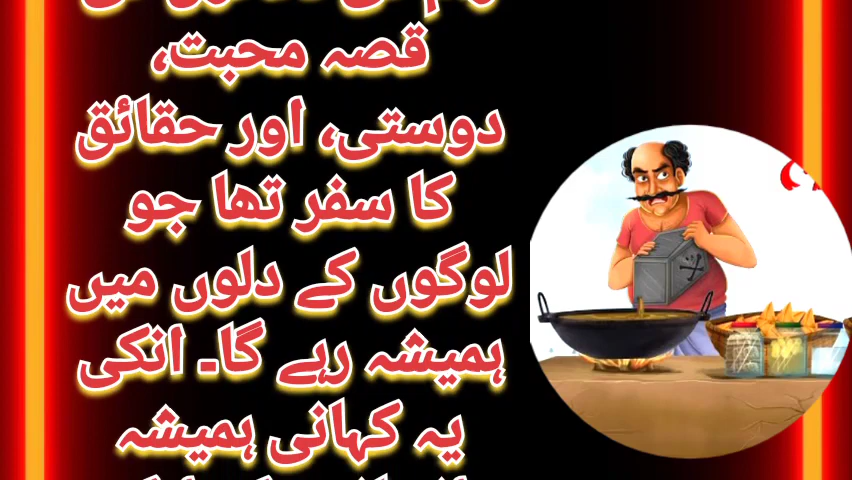 قصہ محبت،
دوستی، اور حقائق
کا سفر تھا جو
لوگوں کے دلوں میں
ہمیشہ رہے گا۔ انکی
یہ کہانی ہمیشہ